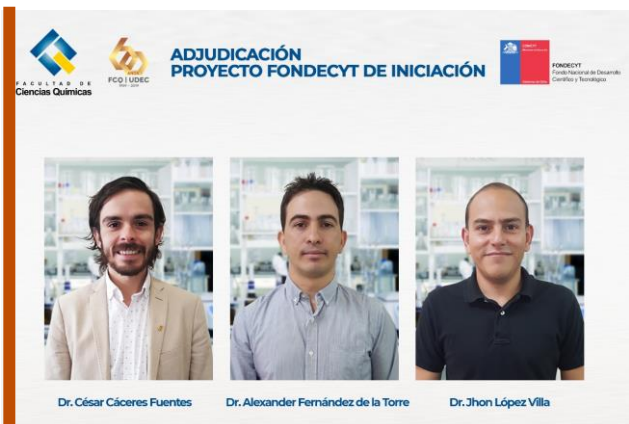 FACULTAD DE
Ciencias Químicas
FCQ | UDEC
ADJUDICACIÓN
PROYECTO FONDECYT DE INICIACIÓN
FONDECYT
Fondo Nacional de Desarrollo
Científico y Tecnológico
Dr. César Cáceres Fuentes
Dr. Alexander Fernández de la Torre
Dr. Jhon López Villa